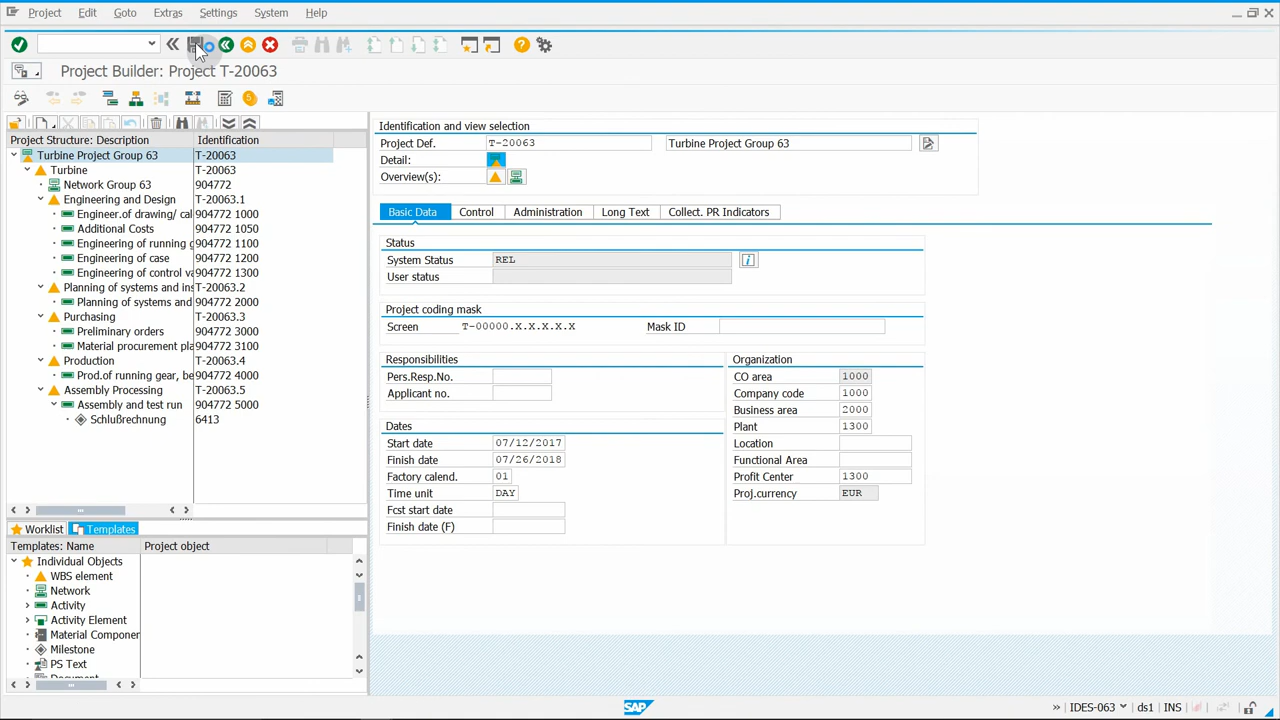 Project Edit Goto Extras Settings System Help
Project Builder: Project T-20063
5
Project Structure: Description Identification
Turbine Project Group 63 T-20063
Turbine T-20063
Network Group 63 904772
Engineering and Design T-20063.1
Engineer.of drawing/ cal 904772 1000
Additional Costs 904772 1050
Engineering of running g 904772 1100
Engineering of case 904772 1200
Engineering of control va 904772 1300
Planning of systems and ins T-20063.2
Planning of systems and 904772 2000
Purchasing T-20063.3
Preliminary orders 904772 3000
Material procurement pla 904772 3100
Production T-20063.4
Prod.of running gear, be 904772 4000
Assembly Processing T-20063.5
Assembly and test run 904772 5000
Schlußrechnung 6413
Worklist Templates
Templates: Name Project object
Individual Objects
WBS element
Network
Activity
Activity Element
Material Componer
Milestone
PS Text
Identification and view selection
Project Def. T-20063 Turbine Project Group 63
Detail:
Overview(s):
Basic Data Control Administration Long Text Collect. PR Indicators
Status
System Status REL
User status
Project coding mask
Screen T-00000.X.X.X.X.X Mask ID
Responsibilities
Pers.Resp.No.
Applicant no.
Organization
CO area 1000
Company code 1000
Business area 2000
Plant 1300
Location
Functional Area
Profit Center 1300
Proj.currency EUR
Dates
Start date 07/12/2017
Finish date 07/26/2018
Factory calend. 01
Time unit DAY
Fcst start date
Finish date (F)
SAP
IDES-063 ds1 INS